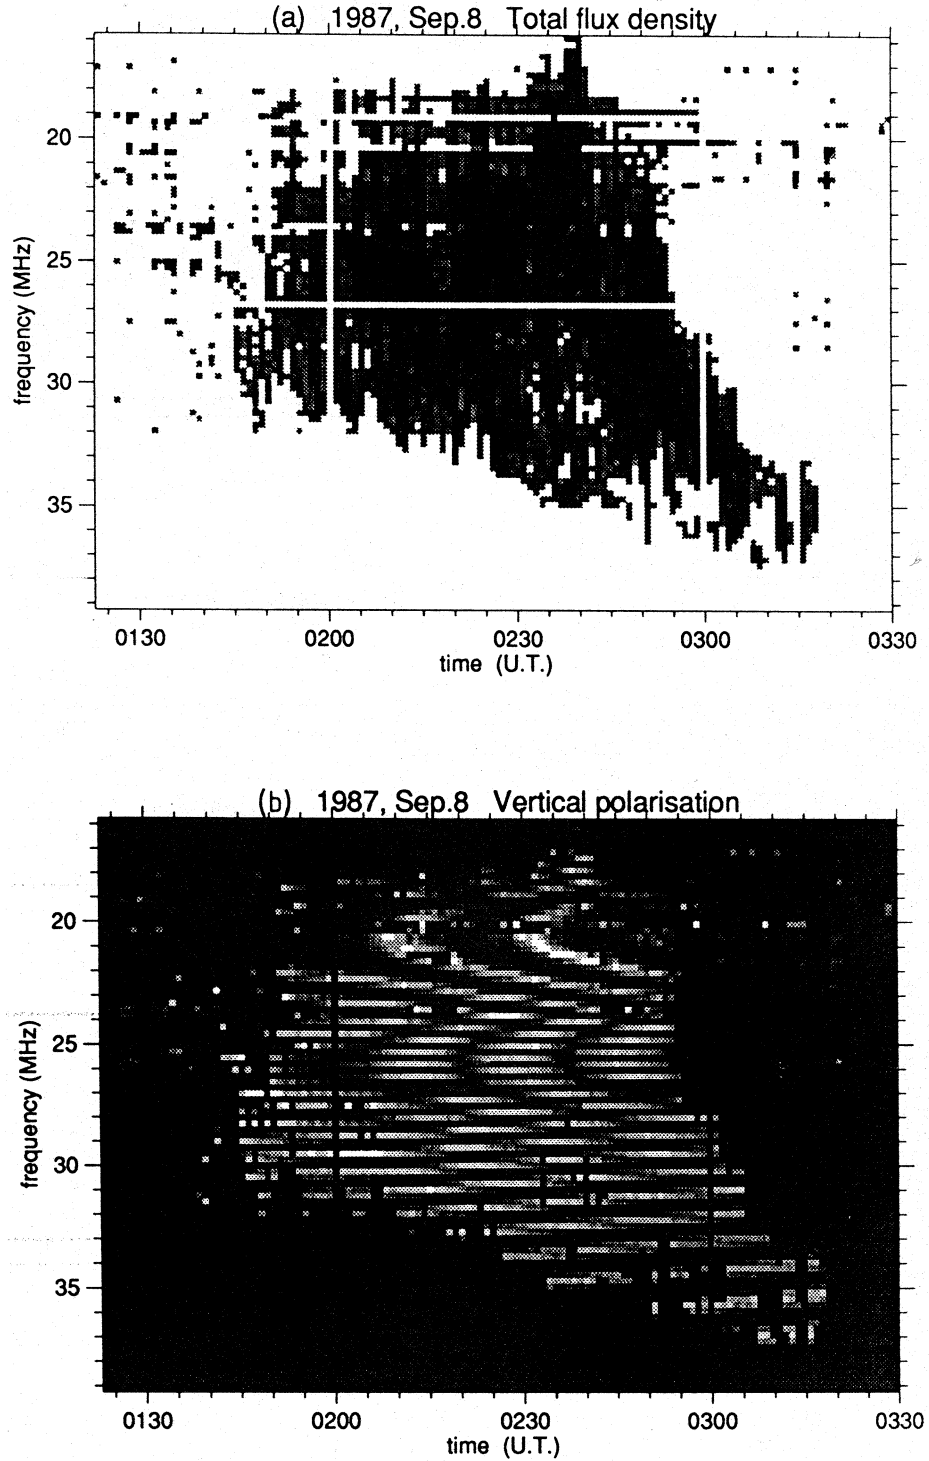 (a) 1987, Sep.8 Total flux density
20
25
30
35
frequency (MHz)
0130 0200 0230 0300 0330
time (U.T.)
(b) 1987, Sep.8 Vertical polarisation
20
25
30
35
frequency (MHz)
0130 0200 0230 0300 0330
time (U.T.)